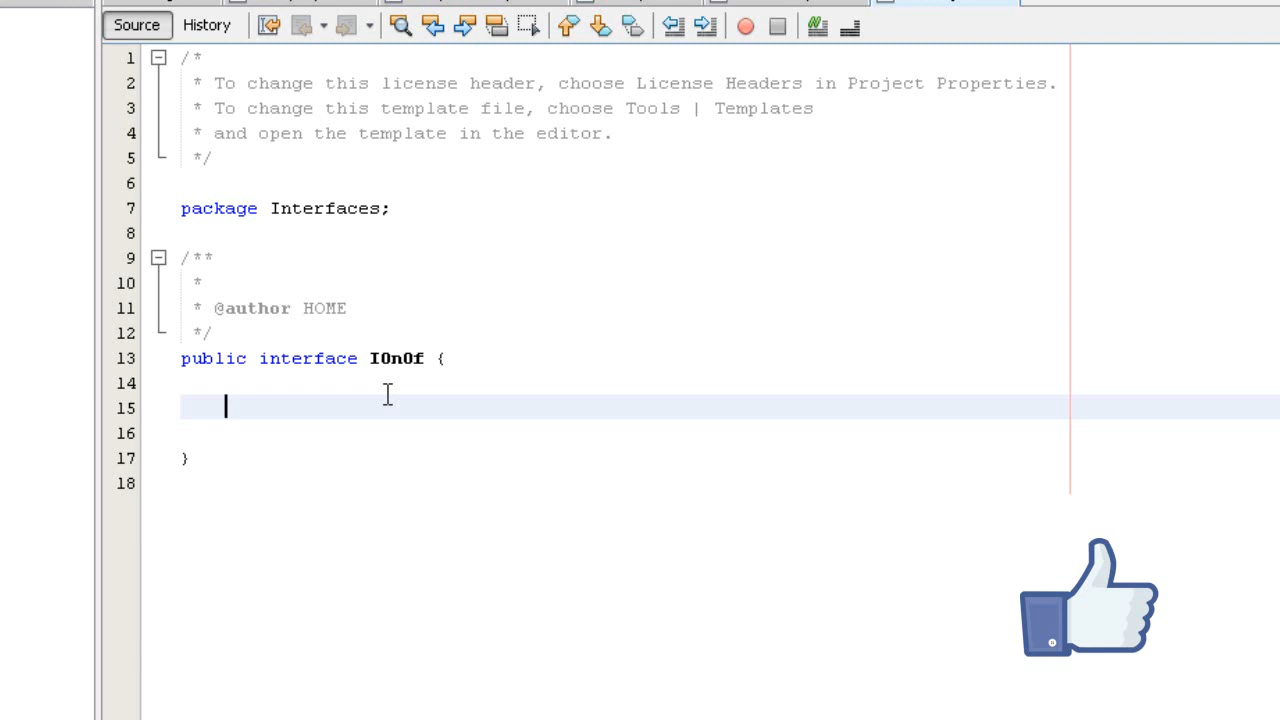 Source History
1 /*
2 * To change this license header, choose License Headers in Project Properties.
3 * To change this template file, choose Tools | Templates
4 * and open the template in the editor.
5 */
6
7 package Interfaces;
8
9 /**
10 *
11 * @author HOME
12 */
13 public interface IOnOf {
14
15
16
17 }
18